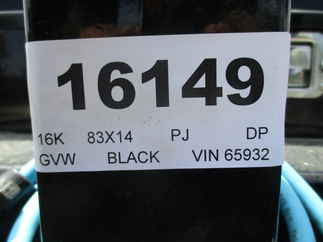 16149
16K 83X14 PJ DP
GVW BLACK VIN 65932